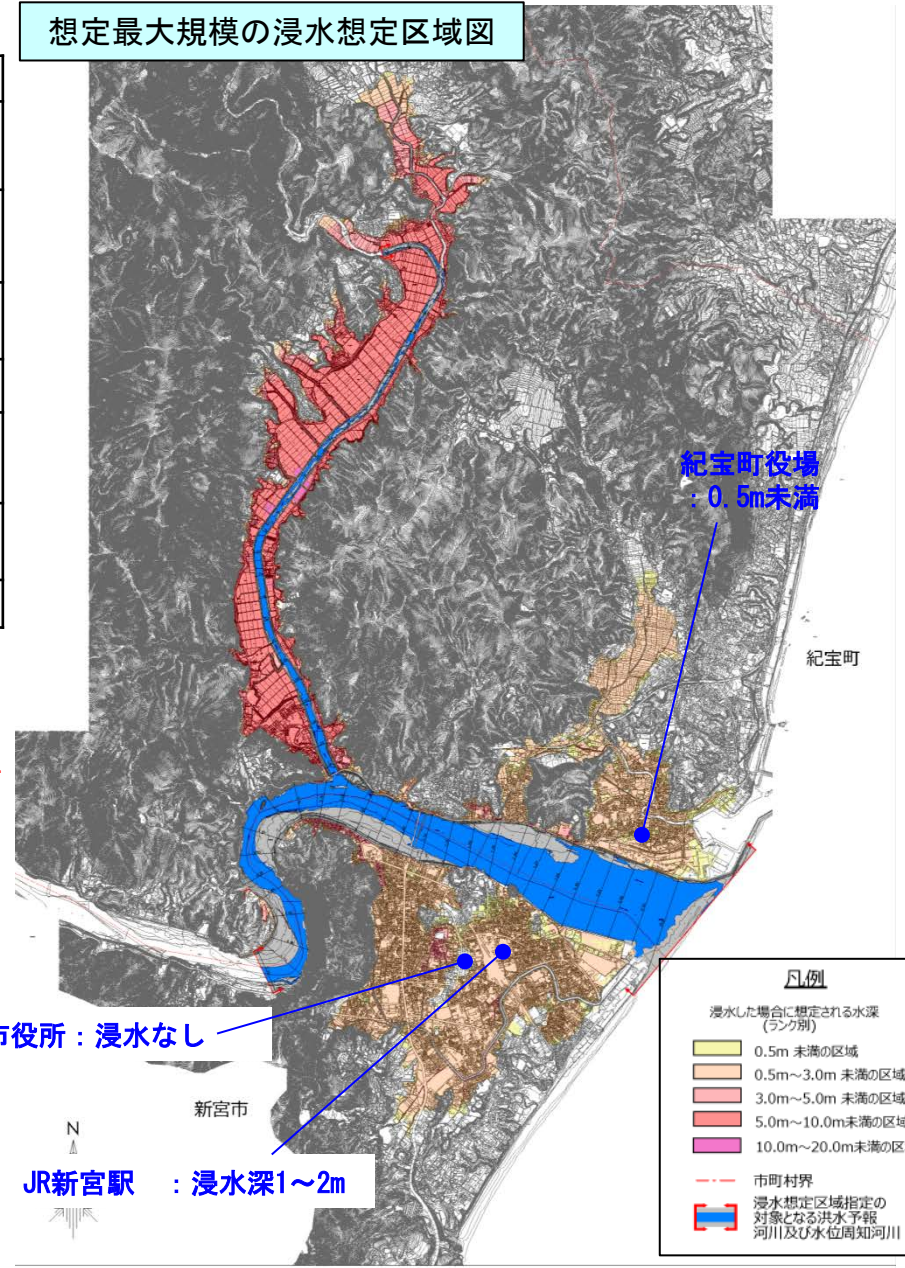 想定最大規模の浸水想定区域図
紀宝町役場
：0.5m未満
紀宝町
市役所：浸水なし
新宮市
N
JR新宮駅　：浸水深1～2m
凡例
浸水した場合に想定される水深
(ランク別)
0.5m 未満の区域
0.5m～3.0m 未満の区域
3.0m～5.0m 未満の区域
5.0m～10.0m未満の区域
10.0m～20.0m未満の区
市町村界
浸水想定区域指定の
対象となる洪水予報
河川及び水位周知河川